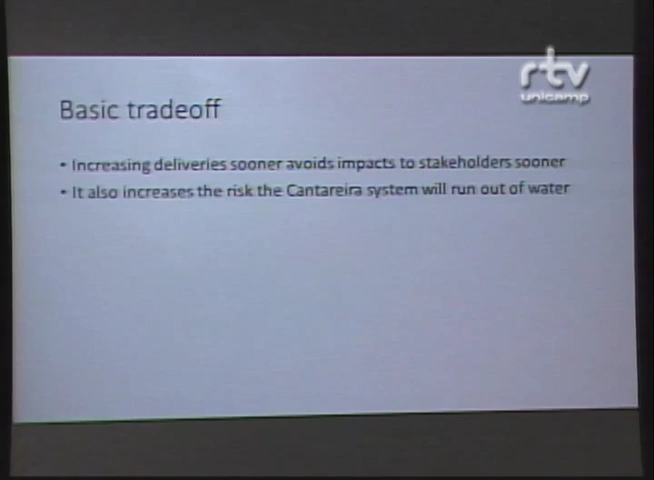 rtv
unicamp
Basic tradeoff
• Increasing deliveries sooner avoids impacts to stakeholders sooner
• It also increases the risk the Cantareira system will run out of water